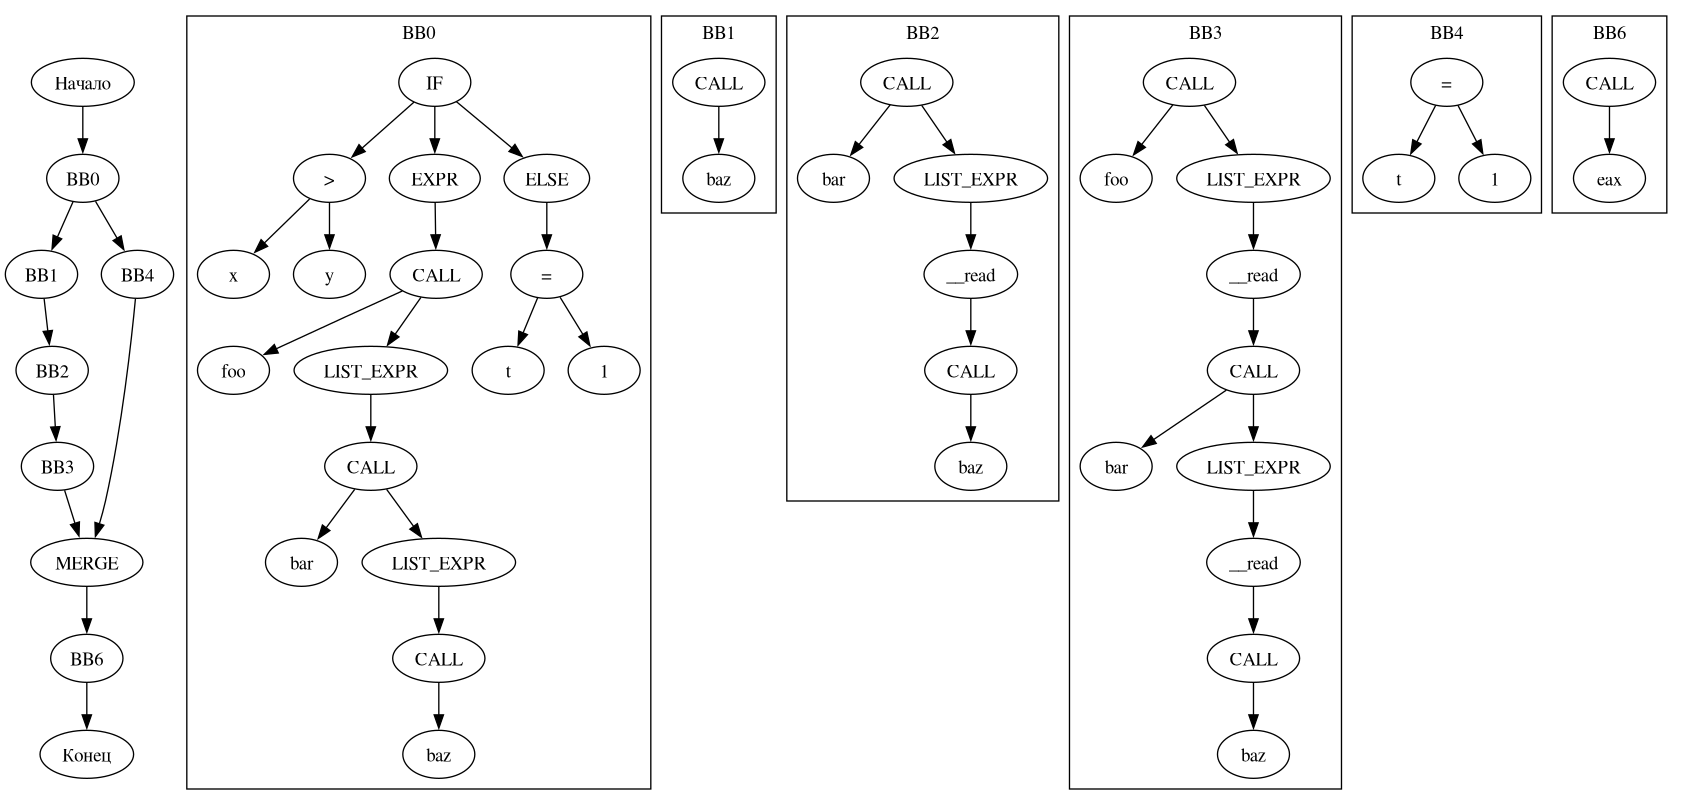 Начало
BB0
BB1
BB4
BB2
BB3
MERGE
BB6
Конец
BB0
IF
>
EXPR
ELSE
x
y
CALL
=
foo
LIST_EXPR
t
1
CALL
bar
LIST_EXPR
CALL
baz
BB1
CALL
baz
BB2
CALL
bar
LIST_EXPR
__read
CALL
baz
BB3
CALL
foo
LIST_EXPR
__read
CALL
bar
LIST_EXPR
__read
CALL
baz
BB4
=
t
1
BB6
CALL
eax